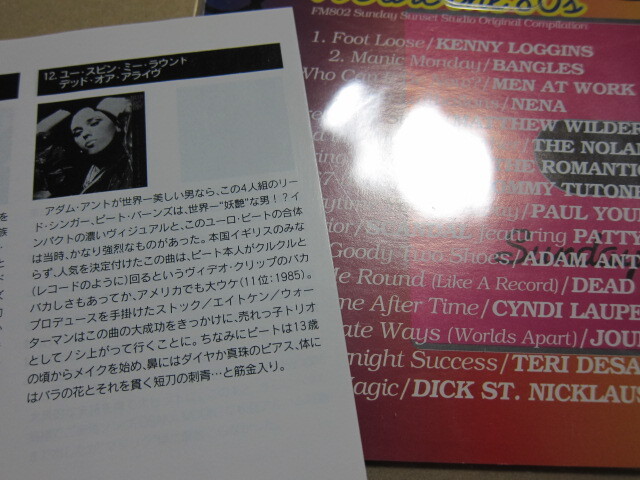 12.ユー・スピン・ミー・ラウンド
デッド・オア・アライヴ
アダム・アントが世界一美しい男なら、この4人組のリー
ド・シンガー、ピート・バーンズは、世界一“妖艶”な男！？イ
ンパクトの濃いヴィジュアルと、このユーロ・ビートの合体
は当時、かなり強烈なものがあった。本国イギリスのみな
らず、人気を決定付けたこの曲は、ピート本人がクルクルと
(レコードのように)回るというヴィデオ・クリップのバカ
バカしさもあってか、アメリカでも大ウケ(11位:1985)。
プロデュースを手掛けたストック/エイトケン/ウォー
ターマンはこの曲の大成功をきっかけに、売れっ子トリオ
としてノシ上がって行くことに。ちなみにピートは13歳
の頃からメイクを始め、鼻にはダイヤか真珠のピアス、体に
はバラの花とそれを貫く短刀の刺青…と筋金入り。
FM802 Sunday Sunset Studio Original Compilation
1. Foot Loose/KENNY LOGGINS
2. Manic Monday/BANGLES
Who Can /MEN AT WORK
/NENA
MATTHEW WILDER
/THE NOLAN
THE ROMANTIC
TOMMY TUTONE
/PAUL YOU
featuring PATTY
Goody Two Shoes/ADAM ANT
Me Round (Like A Record)/DEAD
me After Time/CYNDI LAUPE
ate Ways (Worlds Apart)/JOU
night Success/TERI DESA
Magic/DICK ST. NICKLAUS
Sunday